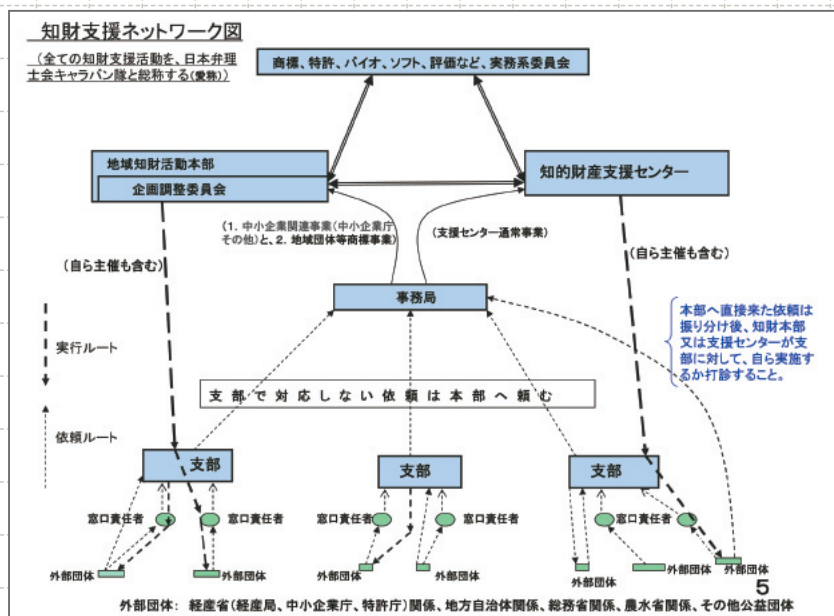 知財支援ネットワーク図
(全ての知財支援活動を、日本弁理
士会キャラバン隊と総称する(愛称))
商標、特許、バイオ、ソフト、評価など、実務系委員会
地域知財活動本部
企画調整委員会
知的財産支援センター
(1. 中小企業関連事業(中小企業庁
その他)と、2. 地域団体等商標事業)
(支援センター通常事業)
(自ら主催も含む)
(自ら主催も含む)
事務局
本部へ直接来た依頼は
振り分け後、知財本部
又は支援センターが支
部に対して、自ら実施す
るか打診すること。
実行ルート
支部で対応しない依頼は本部へ頼む
依頼ルート
支部
支部
支部
窓口責任者
窓口責任者
窓口責任者
窓口責任者
窓口責任者
窓口責任者
外部団体
外部団体
外部団体
外部団体
外部団体
外部団体
外部団体
5
外部団体: 経産省(経産局、中小企業庁、特許庁)関係、地方自治体関係、総務省関係、農水省関係、その他公益団体